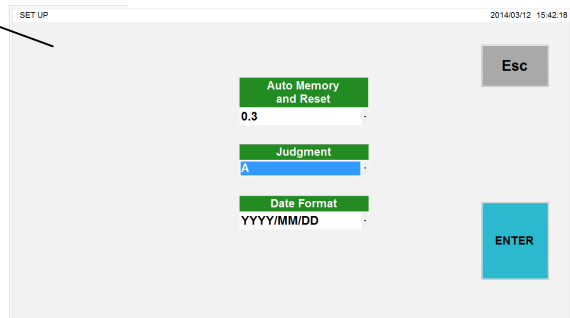 SET UP
2014/03/12 15:42:18
Esc
Auto Memory
and Reset
0.3
Judgment
A
Date Format
YYYY/MM/DD
ENTER